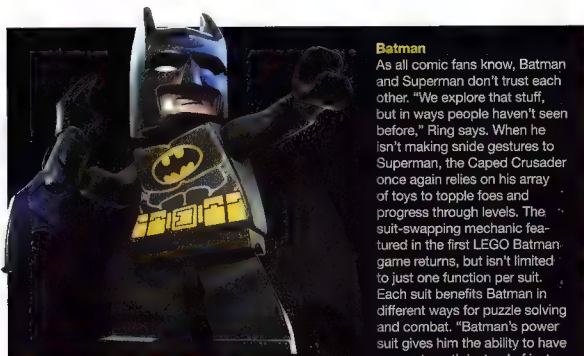 Batman
As all comic fans know, Batman
and Superman don't trust each
other. "We explore that stuff,
but in ways people haven't seen
before," Ring says. When he
isn't making snide gestures to
Superman, the Caped Crusader
once again relies on his array
of toys to topple foes and
progress through levels. The
suit-swapping mechanic fea-
tured in the first LEGO Batman
game returns, but isn't limited
to just one function per suit.
Each suit benefits Batman in
different ways for puzzle solving
and combat. "Batman's power
suit gives him the ability to have